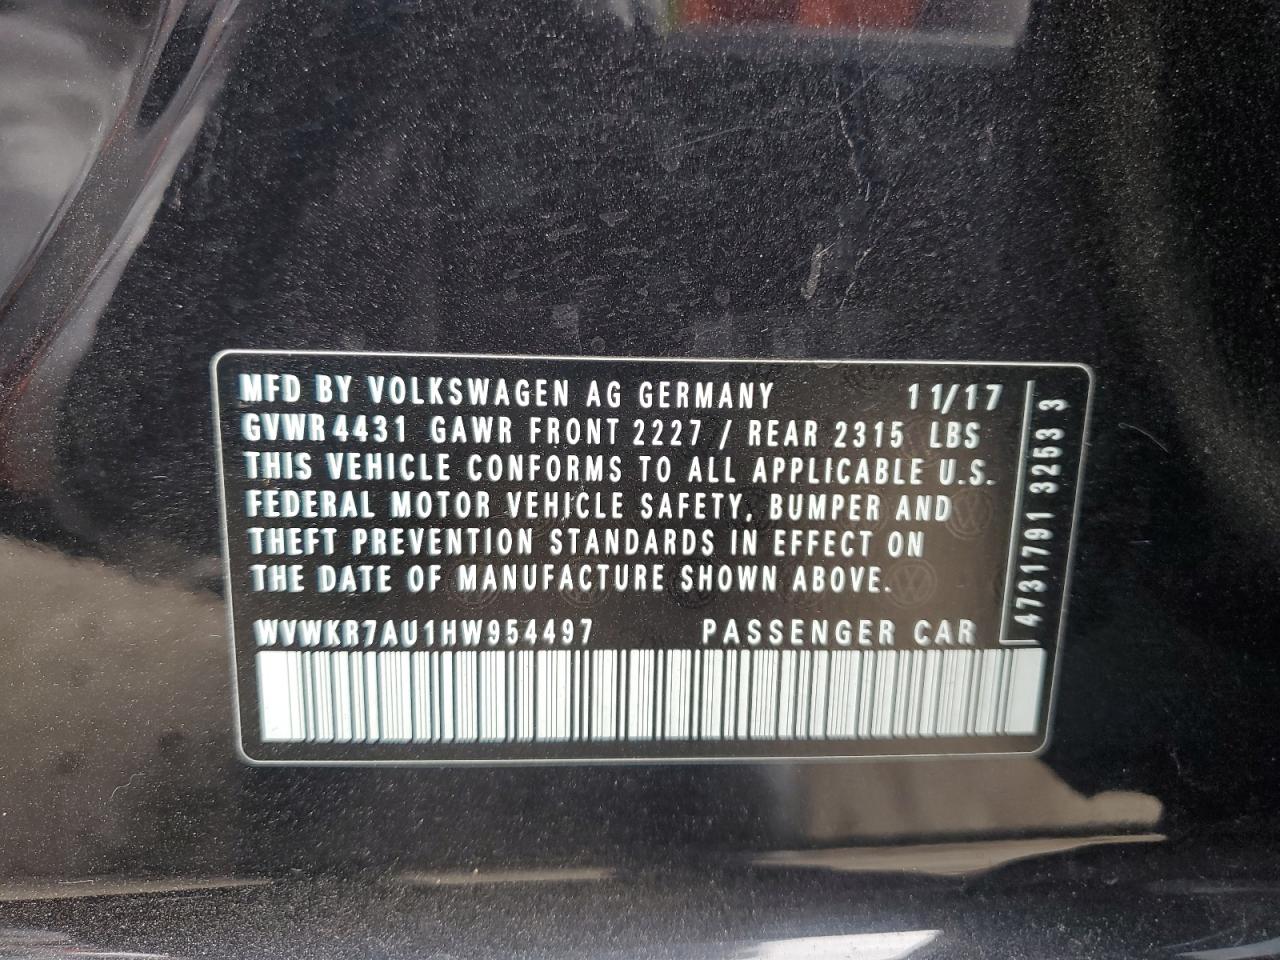 MFD BY VOLKSWAGEN AG GERMANY 11/17
GVWR 4431 GAWR FRONT 2227 / REAR 2315 LBS
THIS VEHICLE CONFORMS TO ALL APPLICABLE U.S.
FEDERAL MOTOR VEHICLE SAFETY, BUMPER AND
THEFT PREVENTION STANDARDS IN EFFECT ON
THE DATE OF MANUFACTURE SHOWN ABOVE.
WVWKR7AU1HW954497 PASSENGER CAR
4731791 3253 3